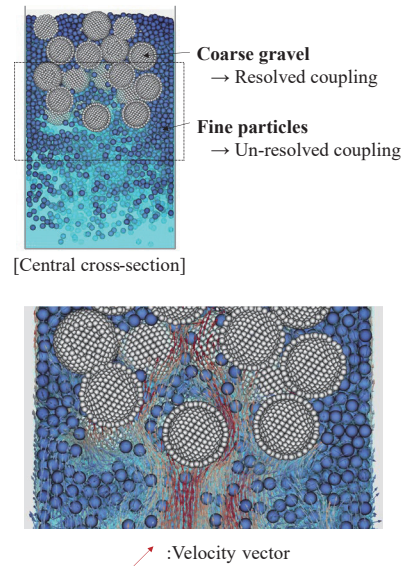 Coarse gravel
→ Resolved coupling
Fine particles
→ Un-resolved coupling
[Central cross-section]
:Velocity vector